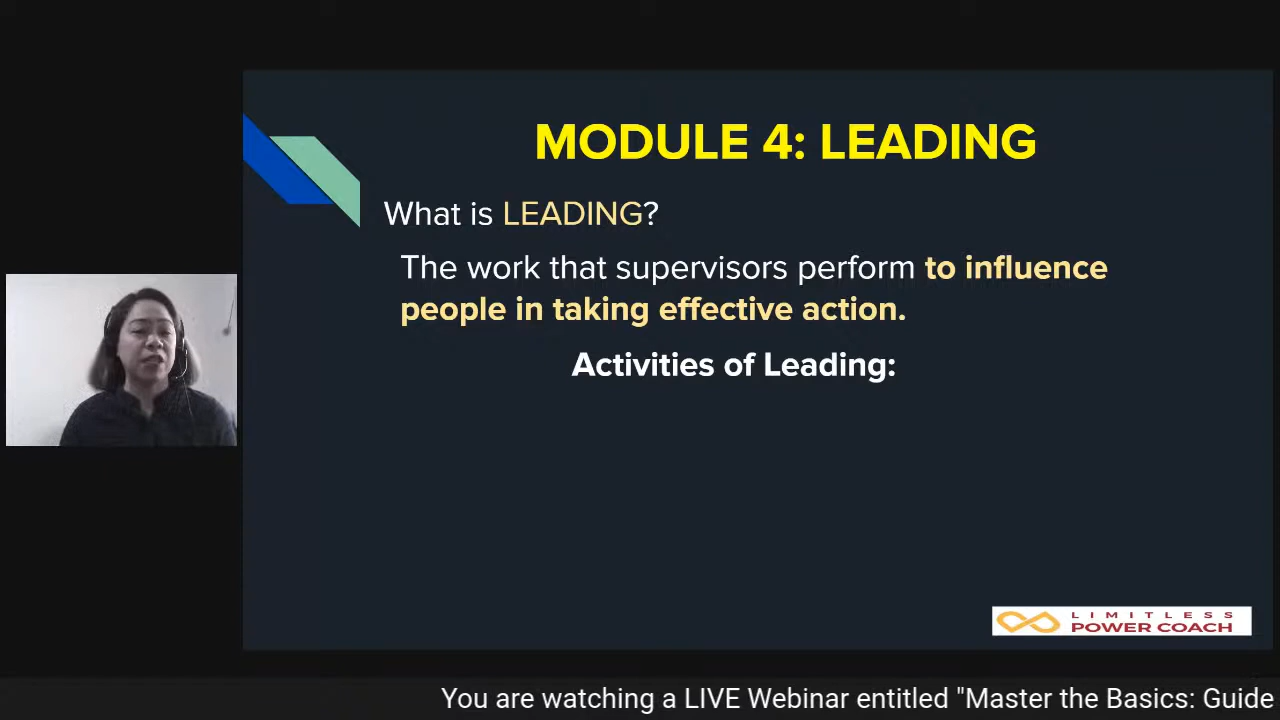 MODULE 4: LEADING
What is LEADING?
The work that supervisors perform to influence
people in taking effective action.
Activities of Leading:
LIMITLESS
POWER COACH
You are watching a LIVE Webinar entitled "Master the Basics: Guide